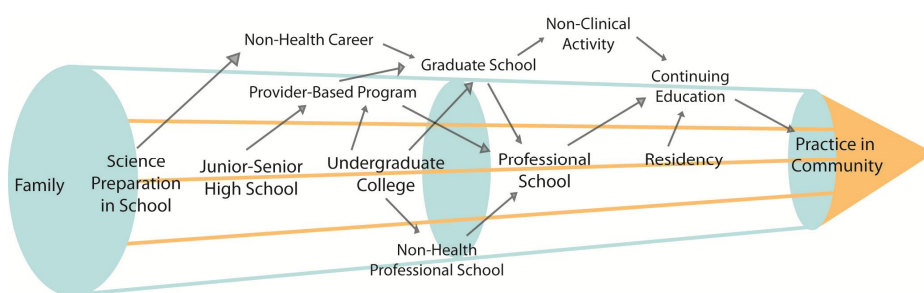 Non-Health Career
Non-Clinical
Activity
Graduate School
Provider-Based Program
Continuing
Education
Family
Science
Preparation
in School
Junior-Senior
High School
Undergraduate
College
Professional
School
Residency
Practice in
Community
Non-Health
Professional School